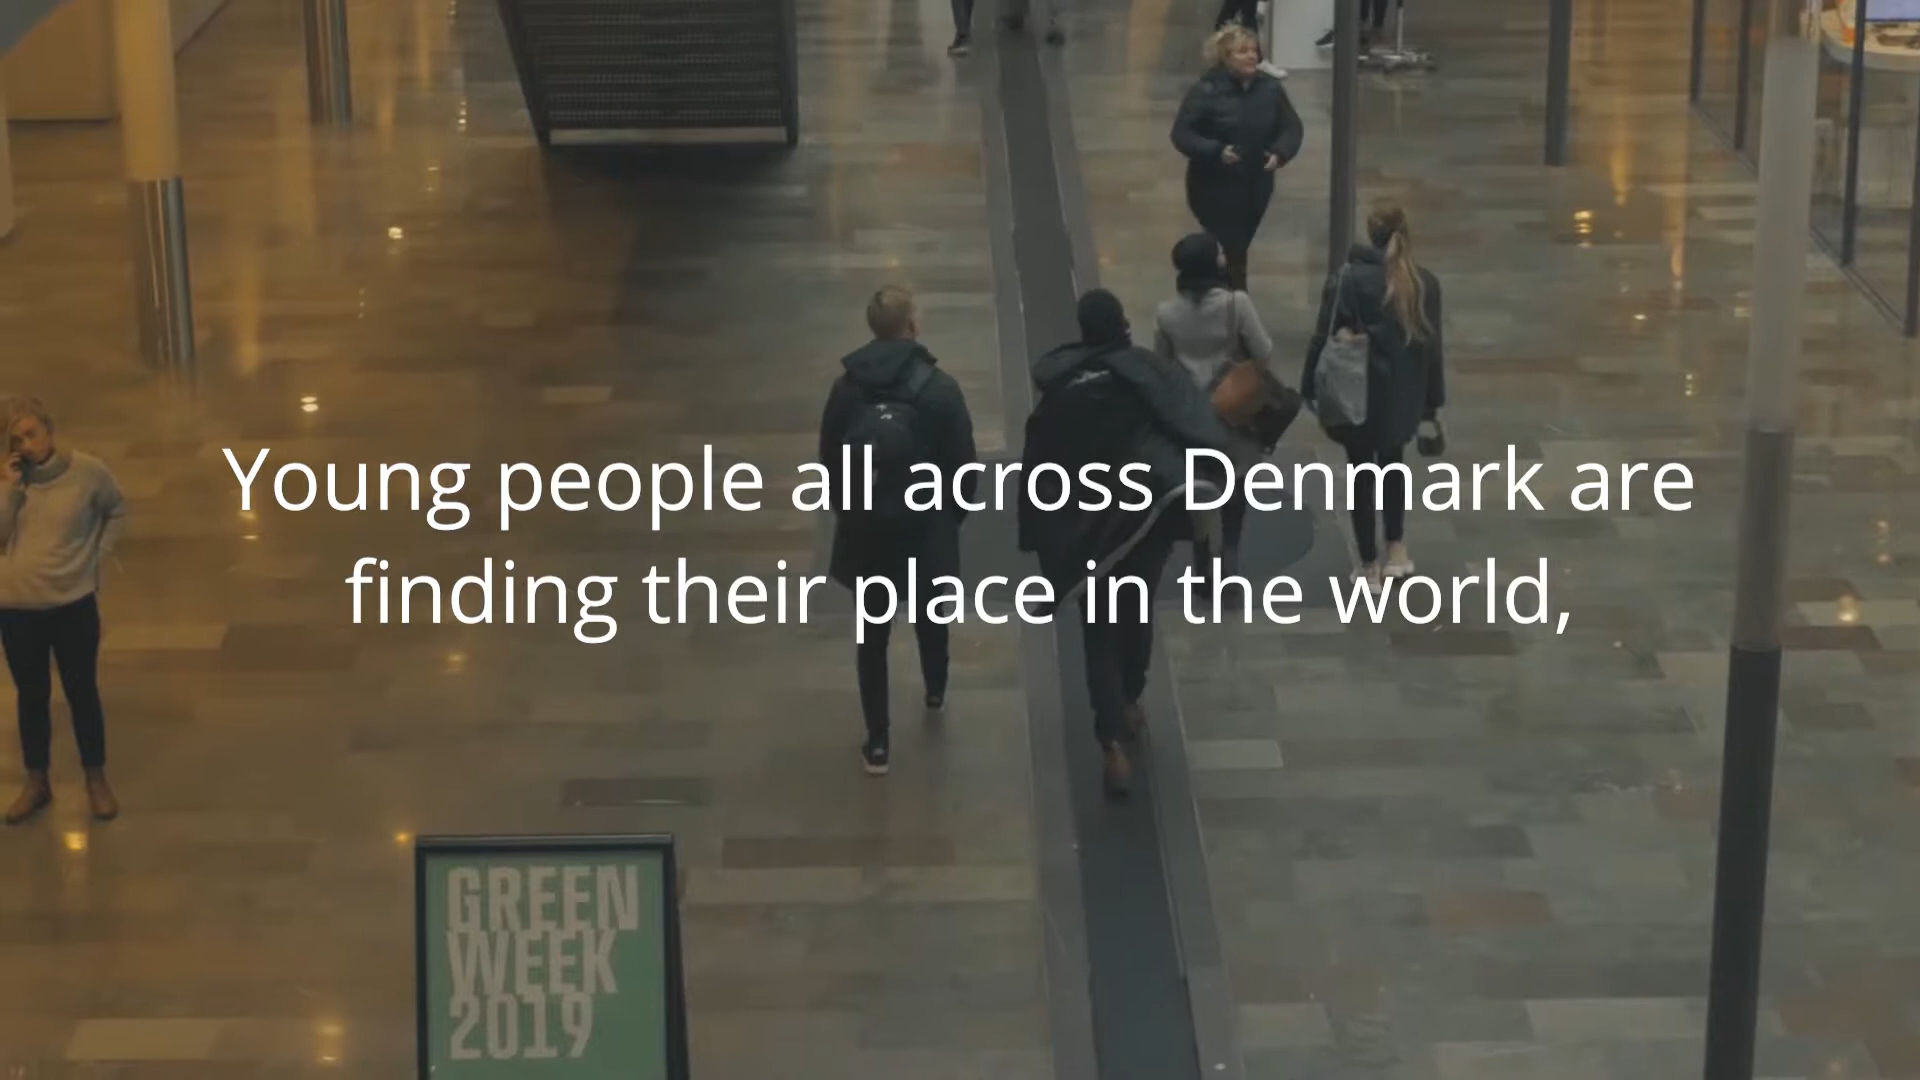 Young people all across Denmark are
finding their place in the world,
GREEN
WEEK
2019